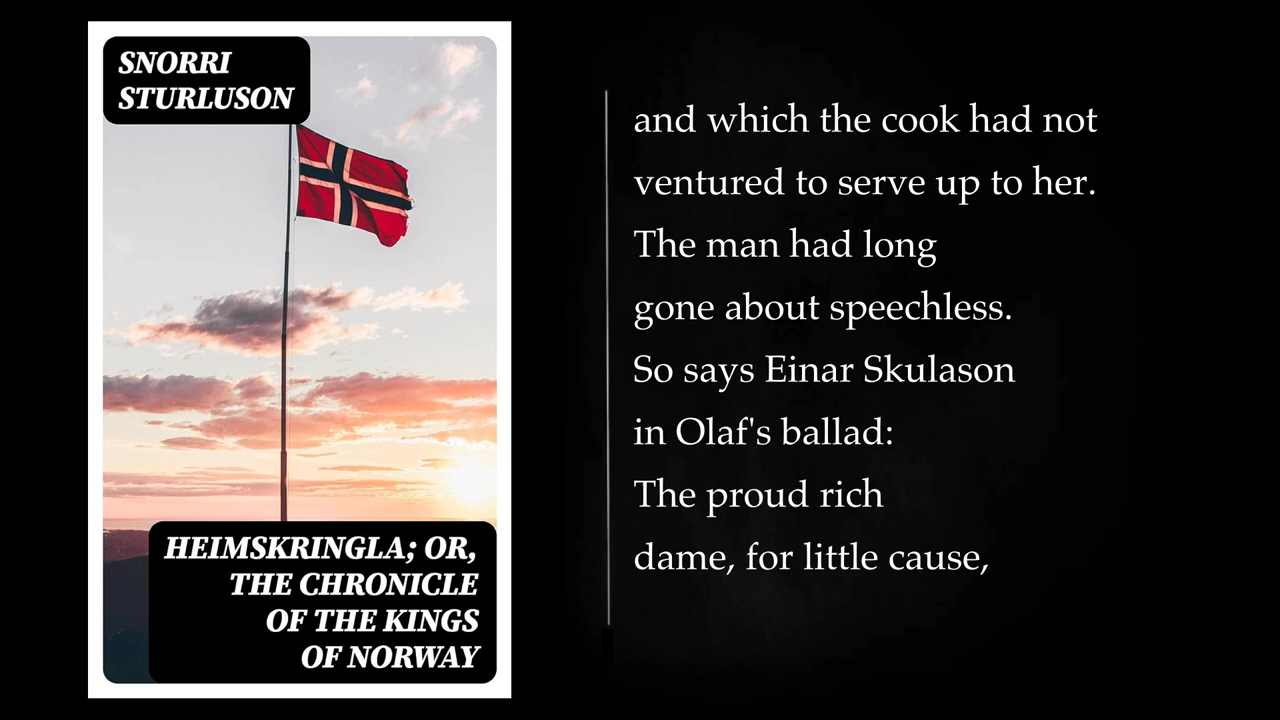 SNORRI
STURLUSON
HEIMSKRINGLA; OR,
THE CHRONICLE
OF THE KINGS
OF NORWAY
and which the cook had not
ventured to serve up to her.
The man had long
gone about speechless.
So says Einar Skulason
in Olaf's ballad:
The proud rich
dame, for little cause,